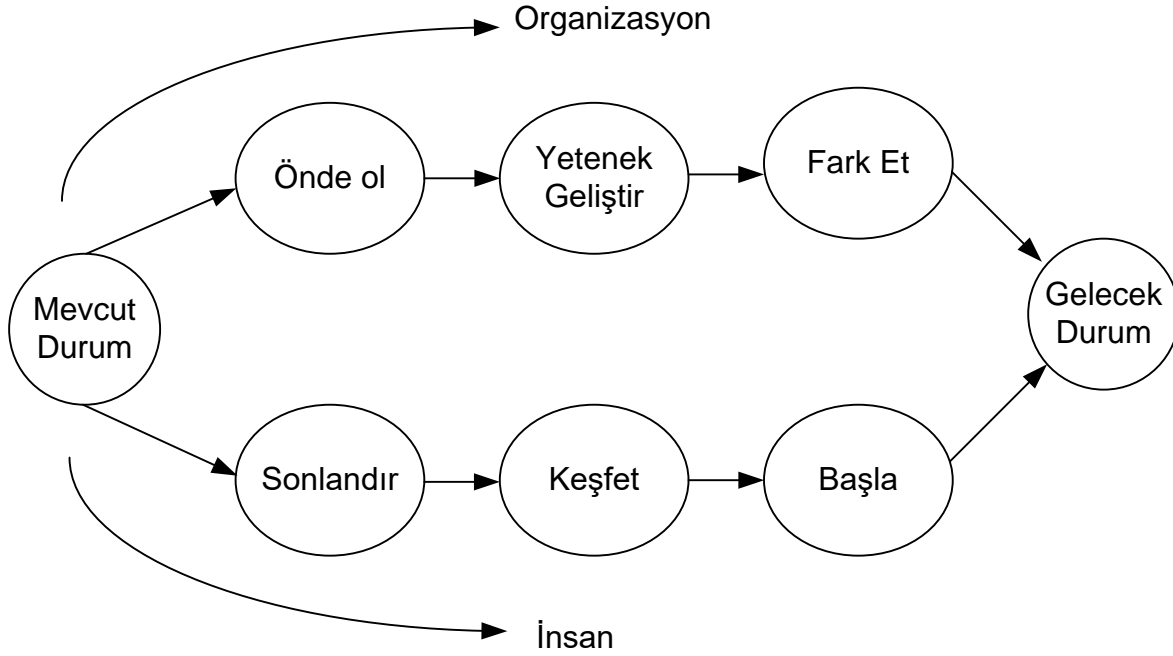 Organizasyon
Önde ol
Yetenek
Geliştir
Fark Et
Mevcut
Durum
Gelecek
Durum
Sonlandır
Keşfet
Başla
İnsan